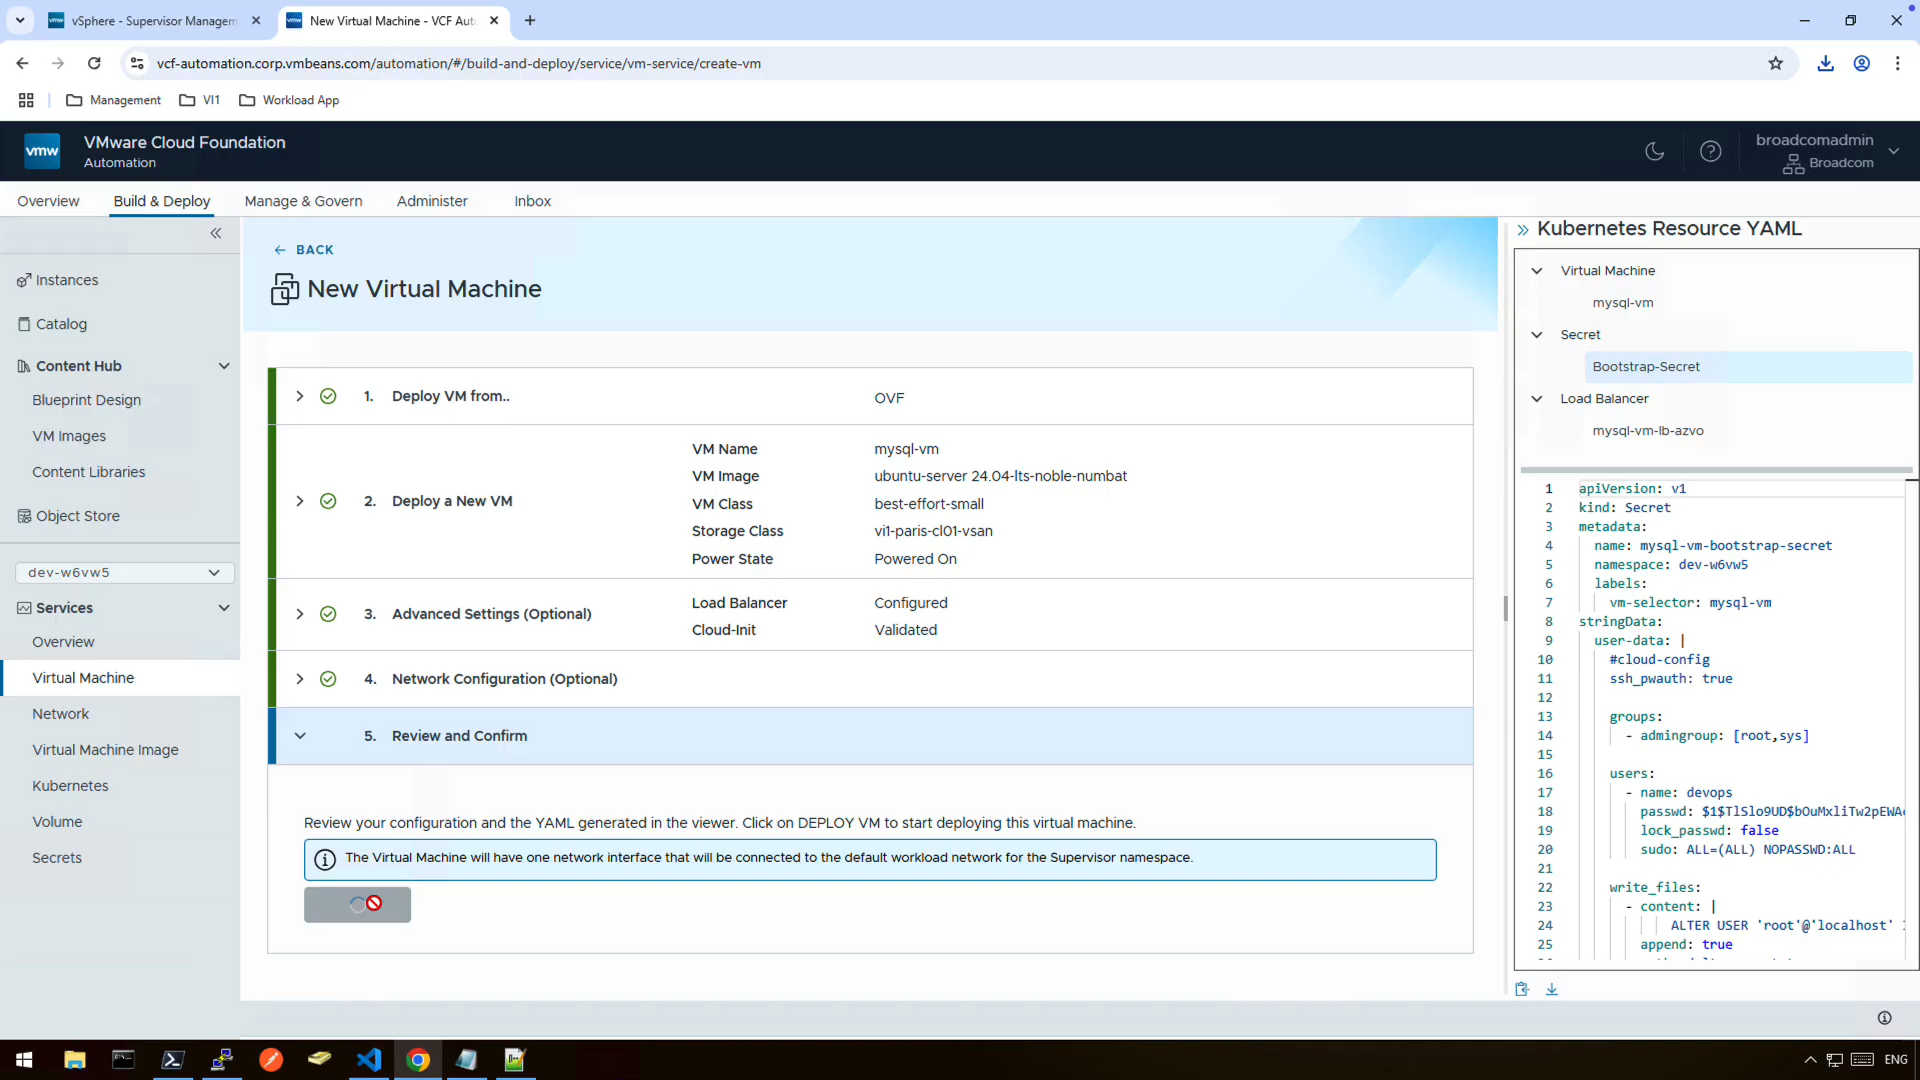 vSphere - Supervisor Managem
New Virtual Machine - VCF Aut
vcf-automation.corp.vmbeans.com/automation/#/build-and-deploy/service/vm-service/create-vm
Management
VI1
Workload App
vmw
VMware Cloud Foundation
Automation
broadcomadmin
Broadcom
Overview
Build & Deploy
Manage & Govern
Administer
Inbox
Instances
Catalog
Content Hub
Blueprint Design
VM Images
Content Libraries
Object Store
dev-w6vw5
Services
Overview
Virtual Machine
Network
Virtual Machine Image
Kubernetes
Volume
Secrets
BACK
New Virtual Machine
1. Deploy VM from.. OVF
2. Deploy a New VM
VM Name mysql-vm
VM Image ubuntu-server 24.04-lts-noble-numbat
VM Class best-effort-small
Storage Class vi1-paris-cl01-vsan
Power State Powered On
3. Advanced Settings (Optional)
Load Balancer Configured
Cloud-Init Validated
4. Network Configuration (Optional)
5. Review and Confirm
Review your configuration and the YAML generated in the viewer. Click on DEPLOY VM to start deploying this virtual machine.
The Virtual Machine will have one network interface that will be connected to the default workload network for the Supervisor namespace.
Kubernetes Resource YAML
Virtual Machine
mysql-vm
Secret
Bootstrap-Secret
Load Balancer
mysql-vm-lb-azvo
1 apiVersion: v1
2 kind: Secret
3 metadata:
4 name: mysql-vm-bootstrap-secret
5 namespace: dev-w6vw5
6 labels:
7 vm-selector: mysql-vm
8 stringData:
9 user-data: |
10 #cloud-config
11 ssh_pwauth: true
12
13 groups:
14 - admingroup: [root,sys]
15
16 users:
17 - name: devops
18 passwd: $1$TlSlo9UD$bOuMxliTw2pEWA
19 lock_passwd: false
20 sudo: ALL=(ALL) NOPASSWD:ALL
21
22 write_files:
23 - content: |
24 ALTER USER 'root'@'localhost'
25 append: true
ENG